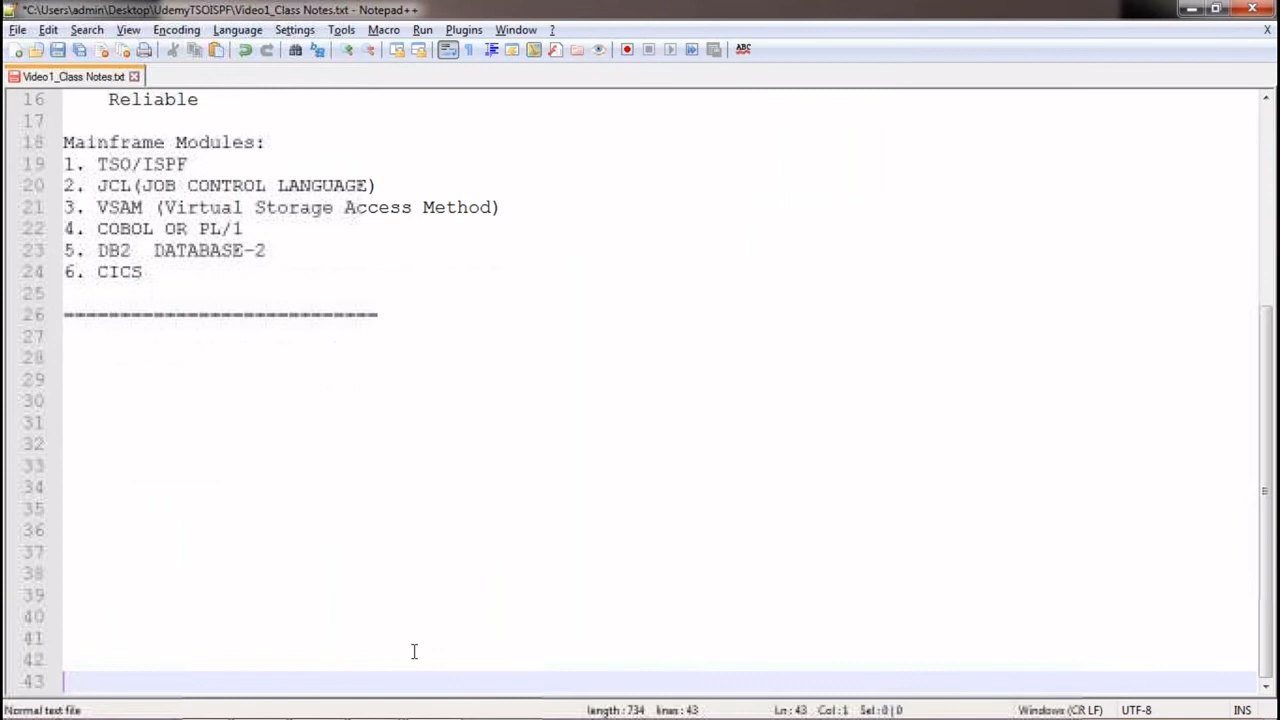 *C:\Users\admin\Desktop\UdemyTSOISPF\Video1_Class Notes.txt - Notepad++
File Edit Search View Encoding Language Settings Tools Macro Run Plugins Window ? X
ABC
Video1_Class Notes.txt
16 Reliable
17
18 Mainframe Modules:
19 1. TSO/ISPF
20 2. JCL(JOB CONTROL LANGUAGE)
21 3. VSAM (Virtual Storage Access Method)
22 4. COBOL OR PL/1
23 5. DB2  DATABASE-2
24 6. CICS
25
26 ============================
27
28
29
30
31
32
33
34
35
36
37
38
39
40
41
42
43
Normal text file length : 734 lines : 43 Ln : 43 Col : 1 Sel : 0 | 0 Windows (CR LF) UTF-8 INS